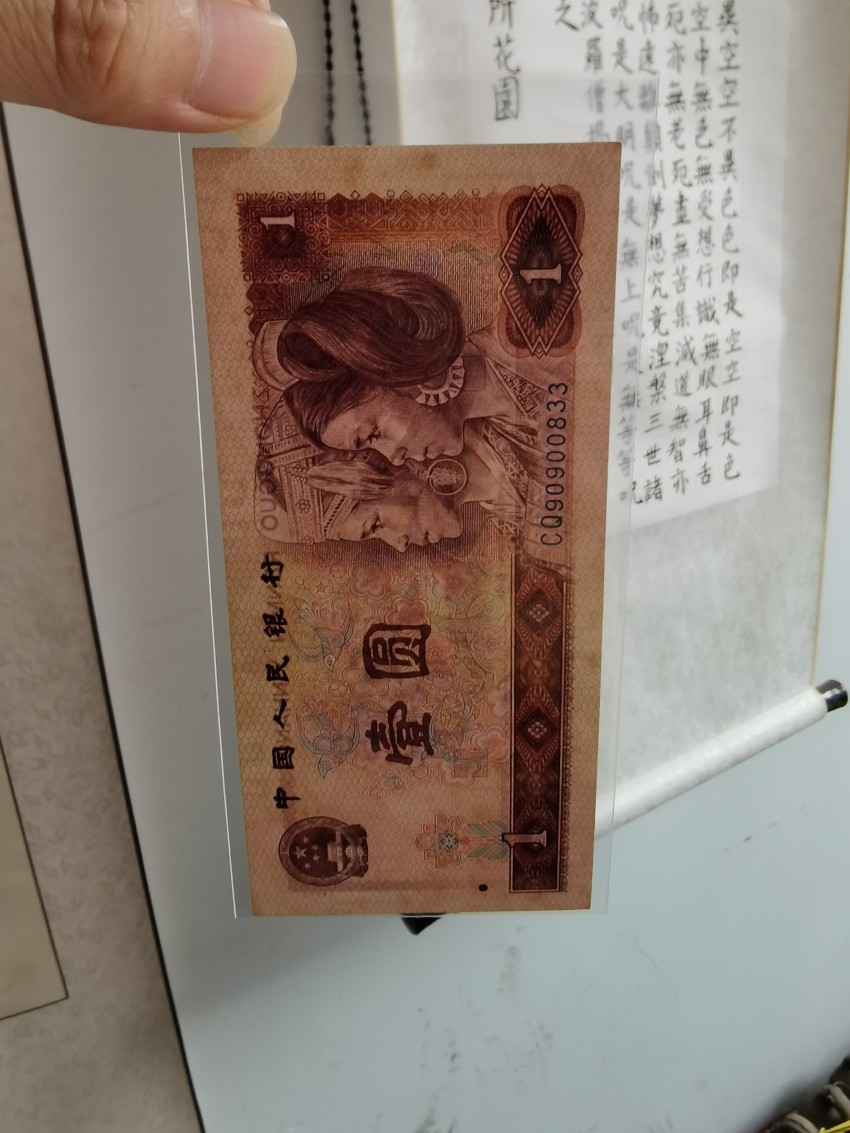 中国人民银行
壹圆
1
1
1
CQ90900833
所花園
之
異空空不異色色即是空空即是色
空中無色無受想行識無眼耳鼻舌
死亦無老死盡無苦集滅道無智亦
怖遠離顛倒夢想究竟涅槃三世諸
呪是大明呪是無上呪是無等等呪
波羅僧揭